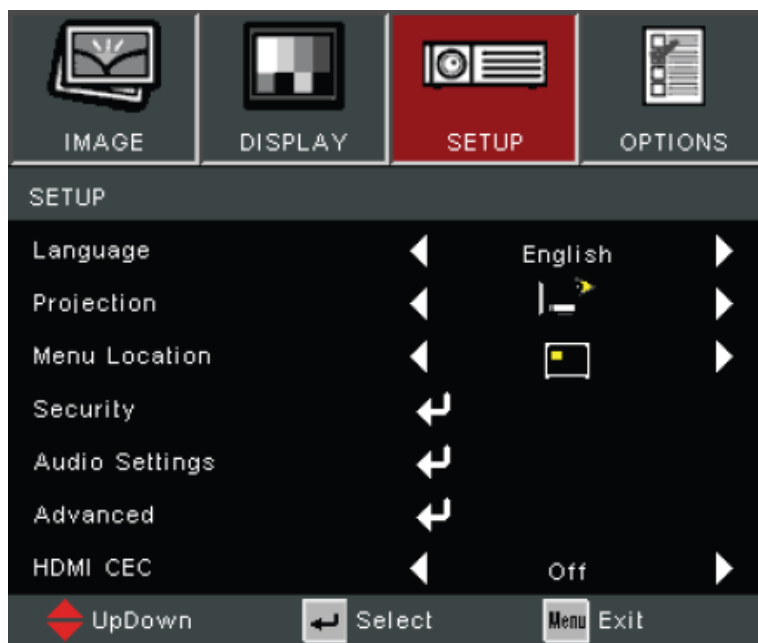 IMAGE DISPLAY SETUP OPTIONS
SETUP
Language English
Projection
Menu Location
Security
Audio Settings
Advanced
HDMI CEC Off
UpDown Select Menu Exit